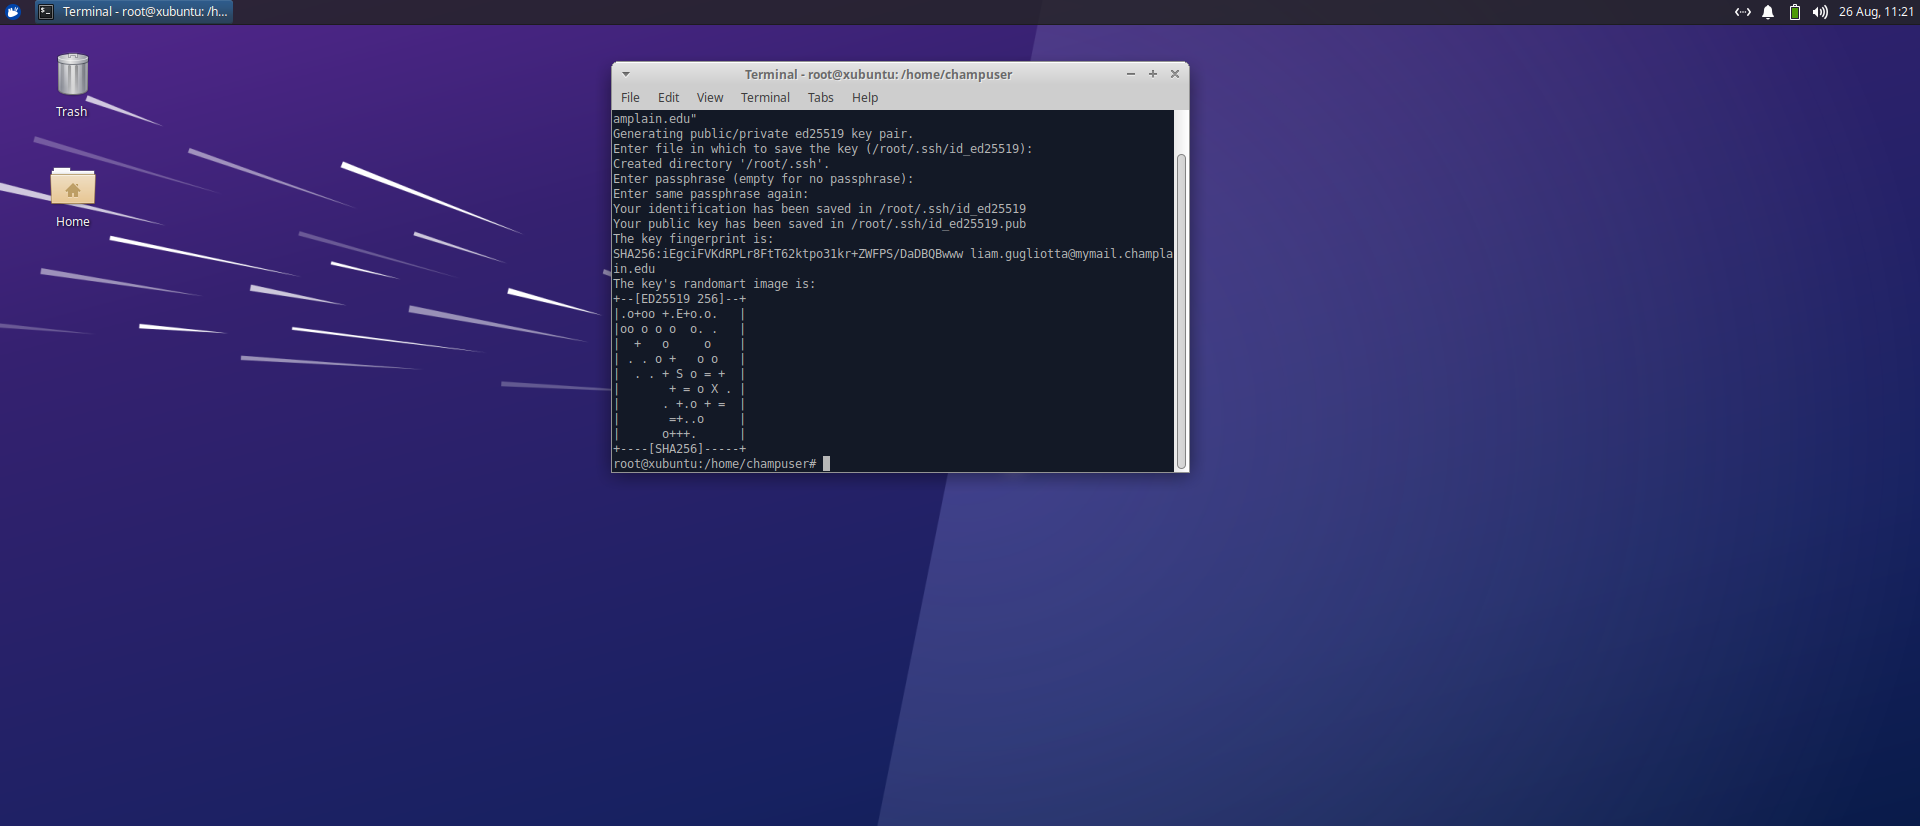 Terminal - root@xubuntu: /h...
26 Aug, 11:21
Trash
Home
Terminal - root@xubuntu: /home/champuser
File Edit View Terminal Tabs Help
amplain.edu"
Generating public/private ed25519 key pair.
Enter file in which to save the key (/root/.ssh/id_ed25519):
Created directory '/root/.ssh'.
Enter passphrase (empty for no passphrase):
Enter same passphrase again:
Your identification has been saved in /root/.ssh/id_ed25519
Your public key has been saved in /root/.ssh/id_ed25519.pub
The key fingerprint is:
SHA256:iEgciFVKdRPLr8FtT62ktpo31kr+ZWFPS/DaDBQBwww liam.gugliotta@mymail.champla
in.edu
The key's randomart image is:
+--[ED25519 256]--+
|.o+oo +.E+o.o.   |
|oo o o o  o. .   |
|  +   o     o    |
| . . o +   o o   |
|  . . + S o = +  |
|       + = o X . |
|      . +.o + =  |
|       =+..o     |
|      o+++.      |
+----[SHA256]-----+
root@xubuntu:/home/champuser#